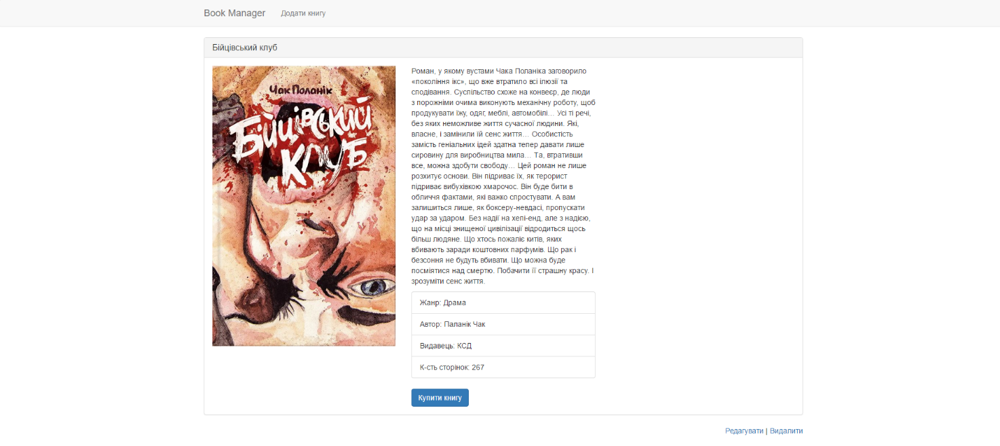 Book Manager Додати книгу
Бійцівський клуб
Чак Поланік
Бійцівський
Клуб
Роман, у якому вустами Чака Поланіка заговорило
«покоління ікс», що вже втратило всі ілюзії та
сподівання. Суспільство схоже на конвеєр, де люди
з порожніми очима виконують механічну роботу, щоб
продукувати їжу, одяг, меблі, автомобілі… Усі ті речі,
без яких неможливе життя сучасної людини. Які,
власне, і замінили їй сенс життя… Особистість
замість геніальних ідей здатна тепер давати лише
сировину для виробництва мила… Та, втративши
все, можна здобути свободу… Цей роман не лише
розхитує основи. Він підриває їх, як терорист
підриває вибухівкою хмарочос. Він буде бити в
обличчя фактами, які важко спростувати. А вам
залишиться лише, як боксеру-невдасі, пропускати
удар за ударом. Без надії на хепі-енд, але з надією,
що на місці знищеної цивілізації відродиться щось
більш людяне. Що хтось пожаліє китів, яких
вбивають заради коштовних парфумів. Що рак і
безсоння не будуть вбивати. Що можна буде
посміятися над смертю. Побачити її страшну красу. І
зрозуміти сенс життя.
Жанр: Драма
Автор: Паланік Чак
Видавець: КСД
К-сть сторінок: 267
Купити книгу
Редагувати | Видалити